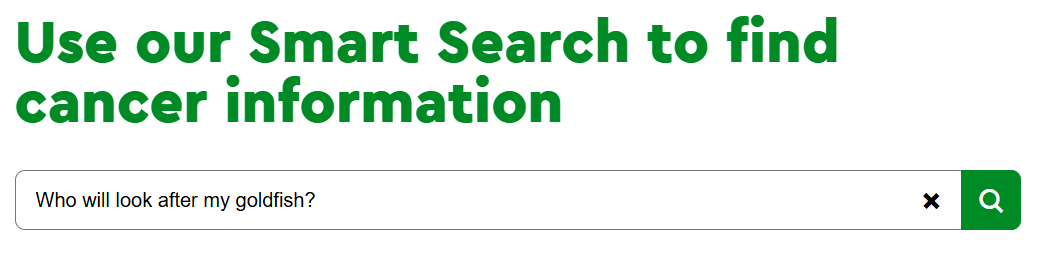 Use our Smart Search to find
cancer information
Who will look after my goldfish?